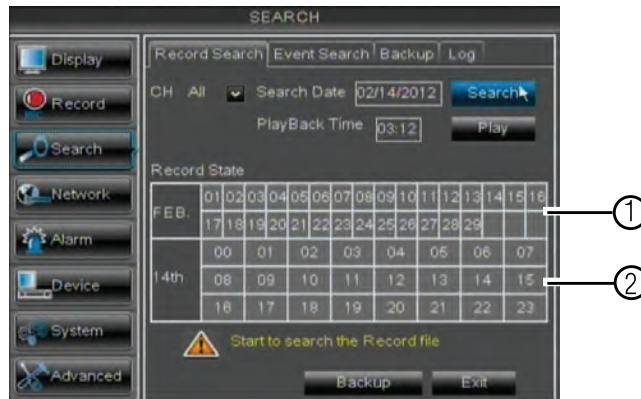 SEARCH
Display
Record
REC
Search
Network
Alarm
Device
System
Advanced
Record Search Event Search Backup Log
CH All Search Date 02/14/2012 Search
PlayBack Time 03:12 Play
Record State
FEB. 01 02 03 04 05 06 07 08 09 10 11 12 13 14 15 16
17 18 19 20 21 22 23 24 25 26 27 28 29
14th 00 01 02 03 04 05 06 07
08 09 10 11 12 13 14 15
16 17 18 19 20 21 22 23
Start to search the Record file
Backup Exit
1
2